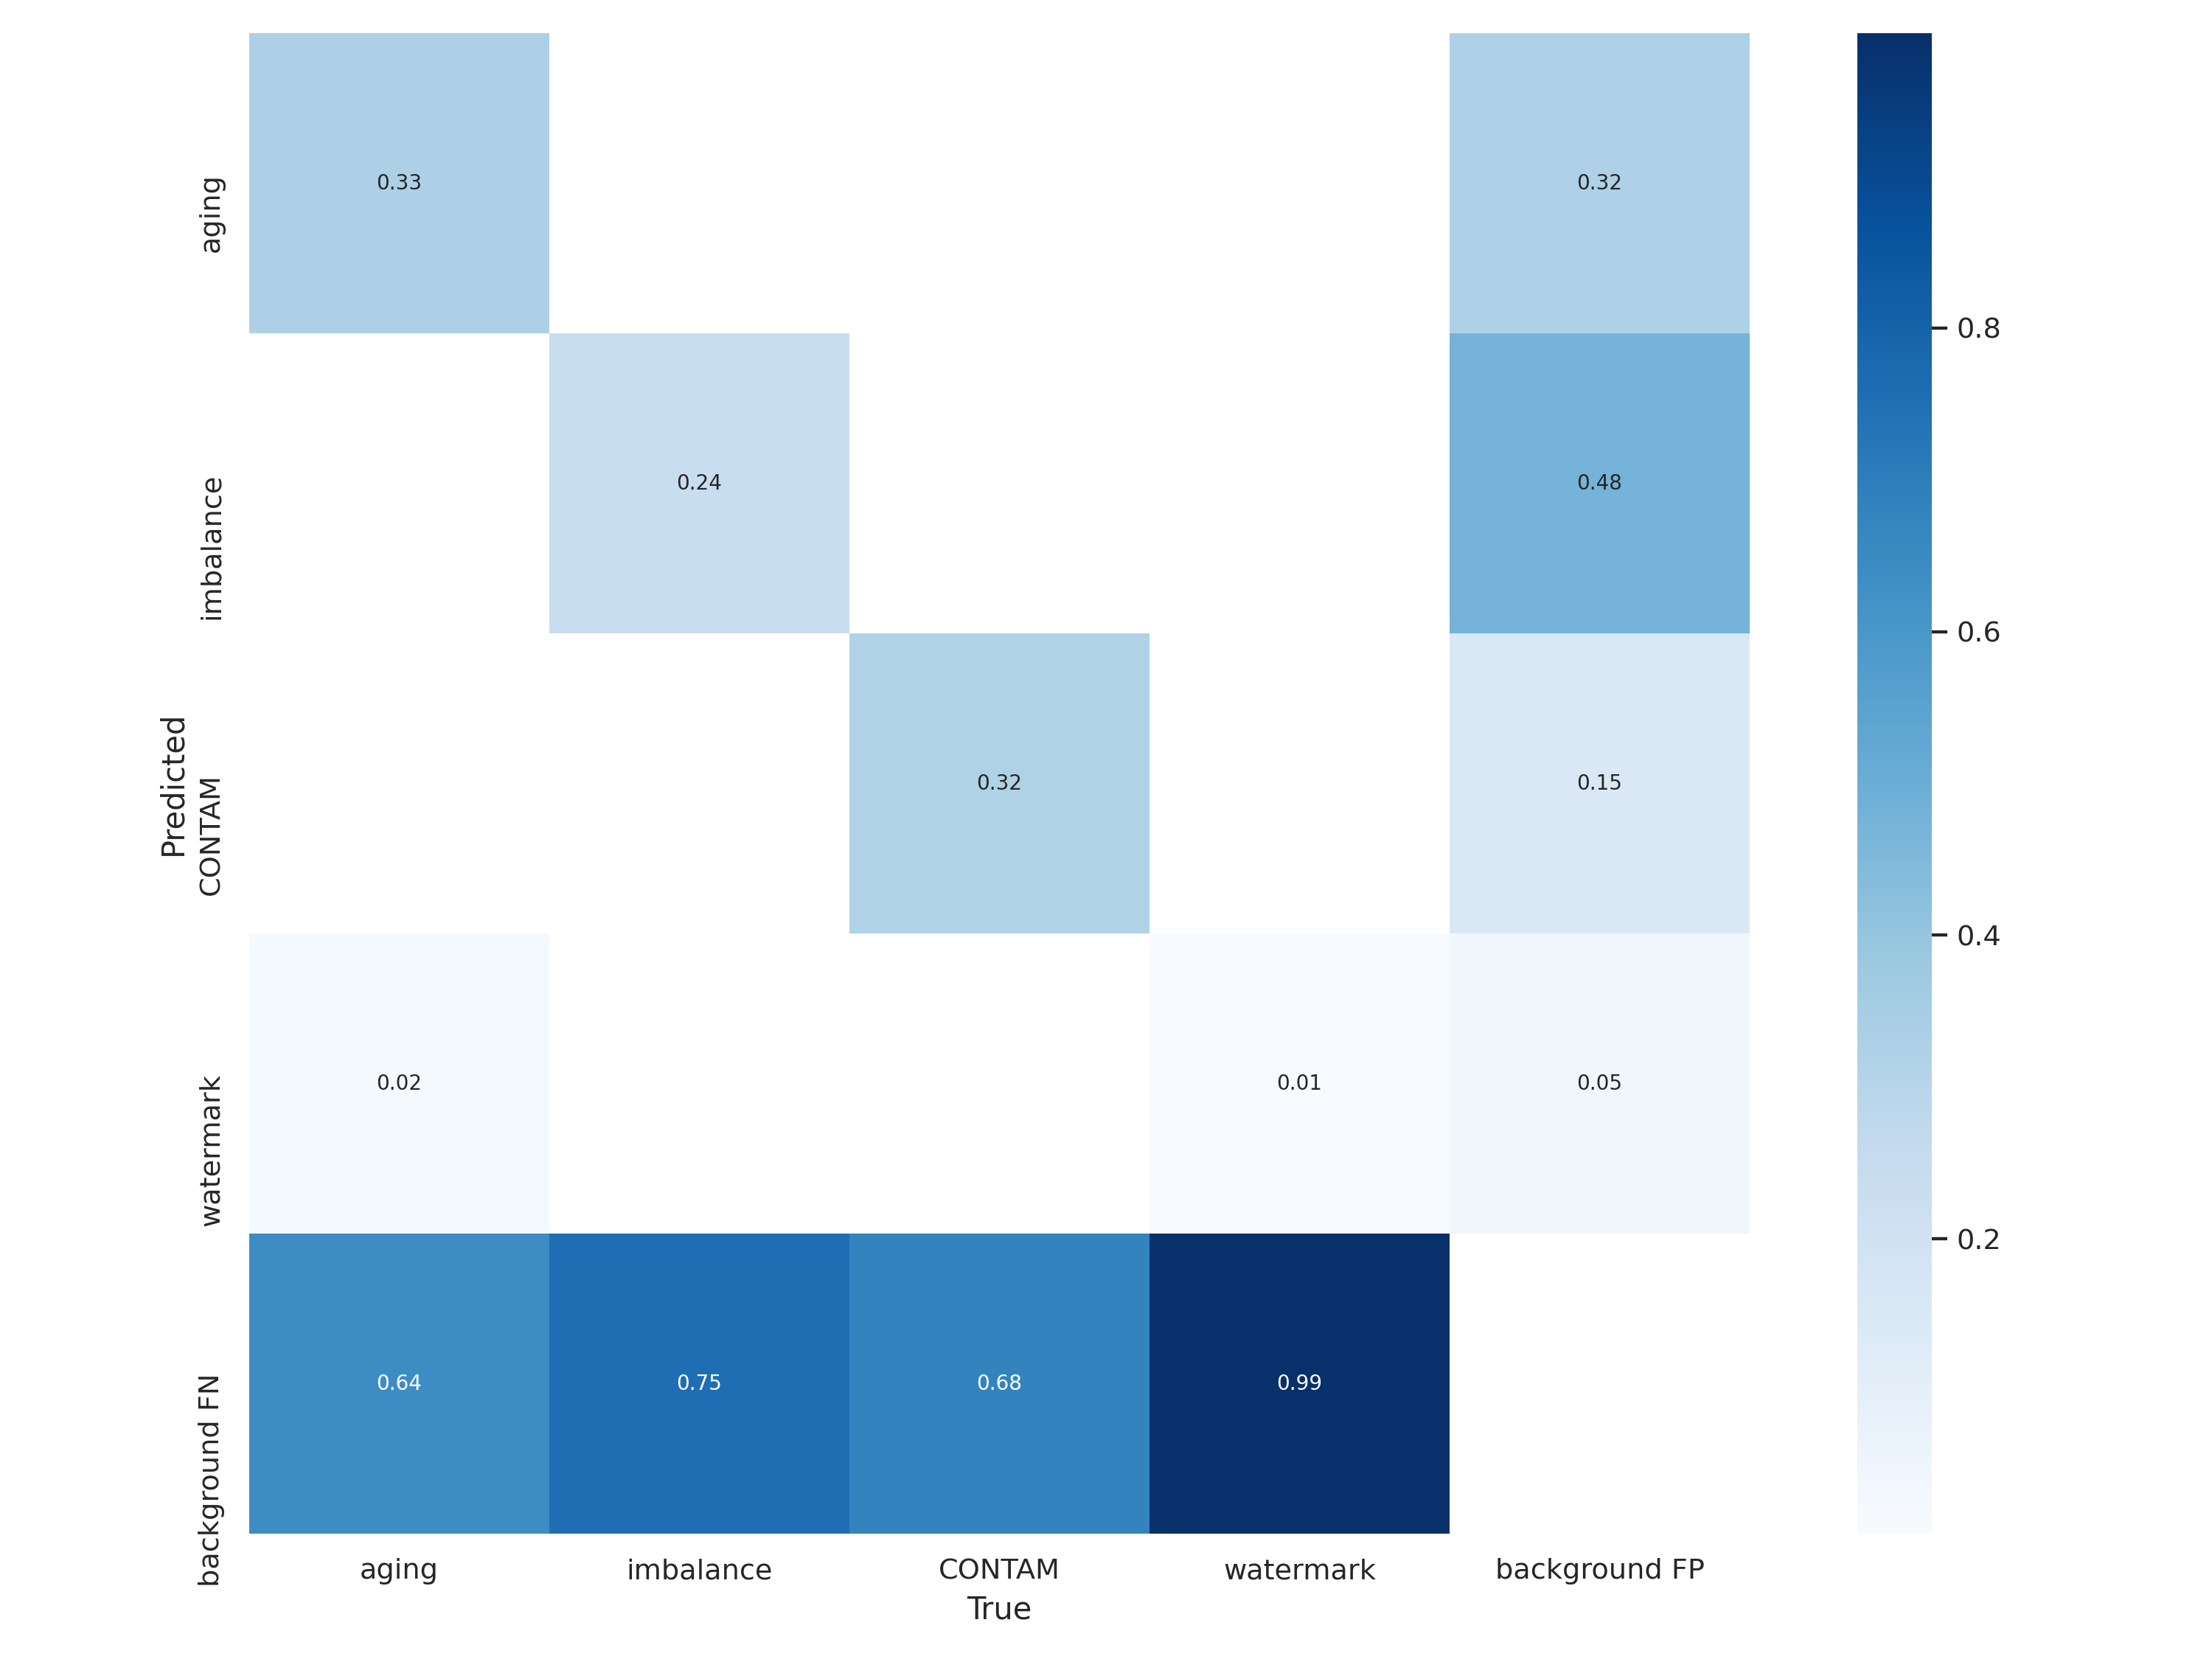 aging
0.33
0.32
imbalance
0.24
0.48
Predicted
CONTAM
0.32
0.15
watermark
0.02
0.01
0.05
background FN
0.64
0.75
0.68
0.99
aging
imbalance
CONTAM
watermark
background FP
True
0.8
0.6
0.4
0.2